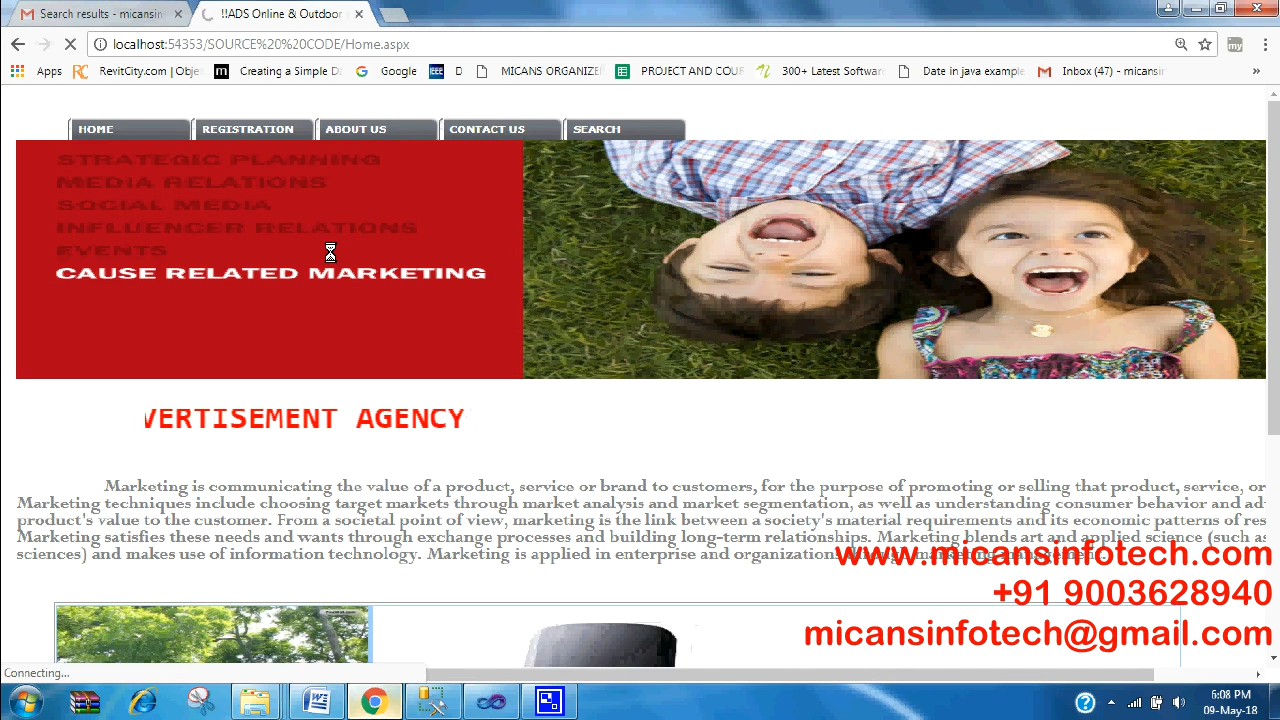 Search results - micansin
!!ADS Online & Outdoor
localhost:54353/SOURCE%20%20CODE/Home.aspx
Apps RevitCity.com | Obje Creating a Simple D Google IEEE D MICANS ORGANIZER PROJECT AND COUR 300+ Latest Softwar Date in java example Inbox (47) - micansir
HOME REGISTRATION ABOUT US CONTACT US SEARCH
STRATEGIC PLANNING
MEDIA RELATIONS
SOCIAL MEDIA
INFLUENCER RELATIONS
EVENTS
CAUSE RELATED MARKETING
VERTISEMENT AGENCY
Marketing is communicating the value of a product, service or brand to customers, for the purpose of promoting or selling that product, service, or
Marketing techniques include choosing target markets through market analysis and market segmentation, as well as understanding consumer behavior and ad
product's value to the customer. From a societal point of view, marketing is the link between a society's material requirements and its economic patterns of res
Marketing satisfies these needs and wants through exchange processes and building long-term relationships. Marketing blends art and applied science (such as
sciences) and makes use of information technology. Marketing is applied in enterprise and organizations through marketing management.
www.micansinfotech.com
+91 9003628940
micansinfotech@gmail.com
Connecting...
6:08 PM
09-May-18